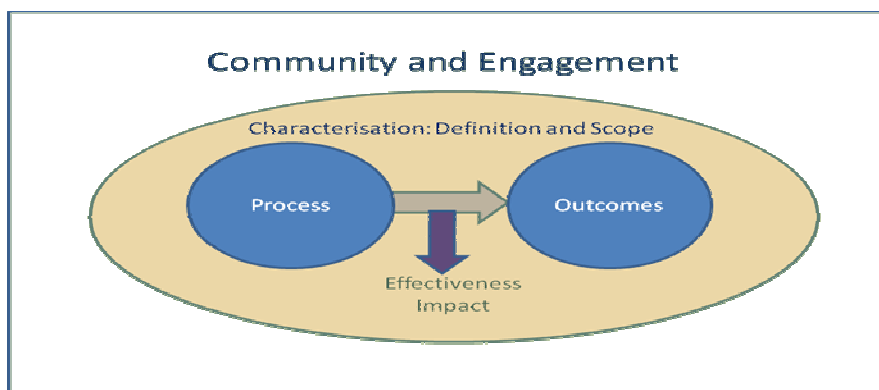 Community and Engagement
Characterisation: Definition and Scope
Process
Outcomes
Effectiveness
Impact